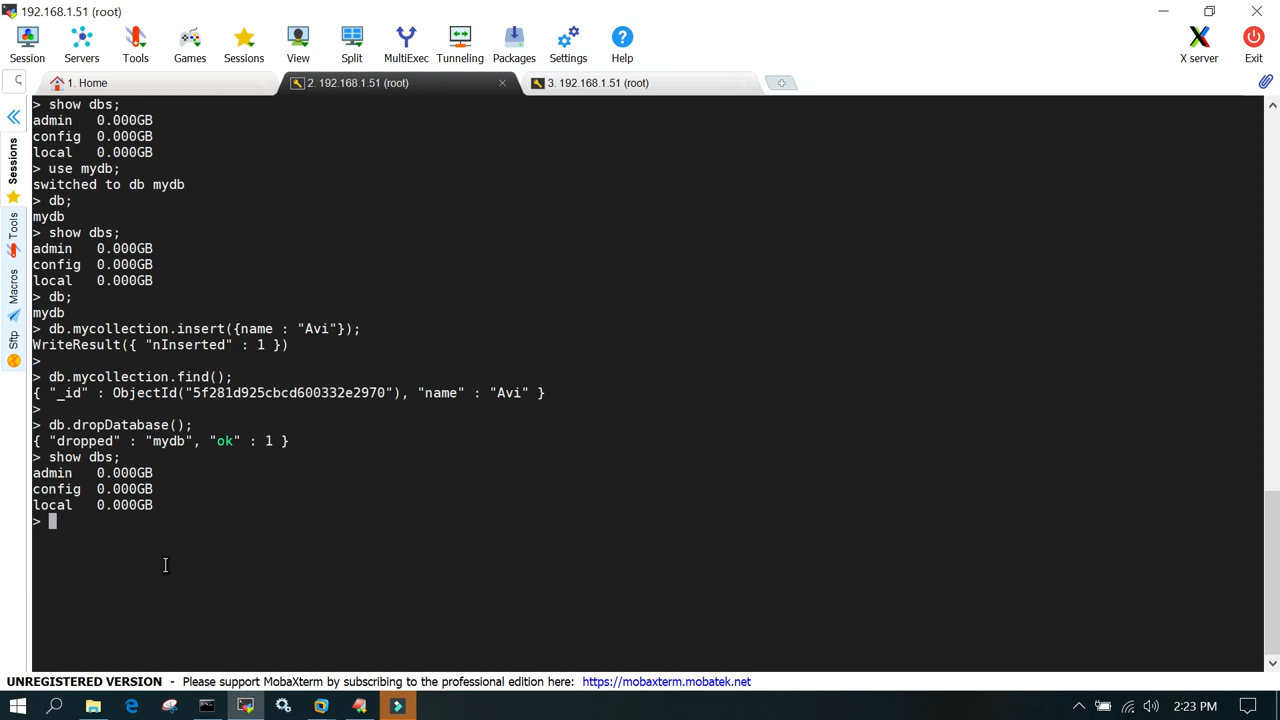 192.168.1.51 (root)
Session Servers Tools Games Sessions View Split MultiExec Tunneling Packages Settings Help X server Exit
1. Home 2. 192.168.1.51 (root) 3. 192.168.1.51 (root)
Sessions
Tools
Macros
Sftp
> show dbs;
admin 0.000GB
config 0.000GB
local 0.000GB
> use mydb;
switched to db mydb
> db;
mydb
> show dbs;
admin 0.000GB
config 0.000GB
local 0.000GB
> db;
mydb
> db.mycollection.insert({name : "Avi"});
WriteResult({ "nInserted" : 1 })
>
> db.mycollection.find();
{ "_id" : ObjectId("5f281d925cbcd600332e2970"), "name" : "Avi" }
>
> db.dropDatabase();
{ "dropped" : "mydb", "ok" : 1 }
> show dbs;
admin 0.000GB
config 0.000GB
local 0.000GB
>
UNREGISTERED VERSION - Please support MobaXterm by subscribing to the professional edition here: https://mobaxterm.mobatek.net
2:23 PM